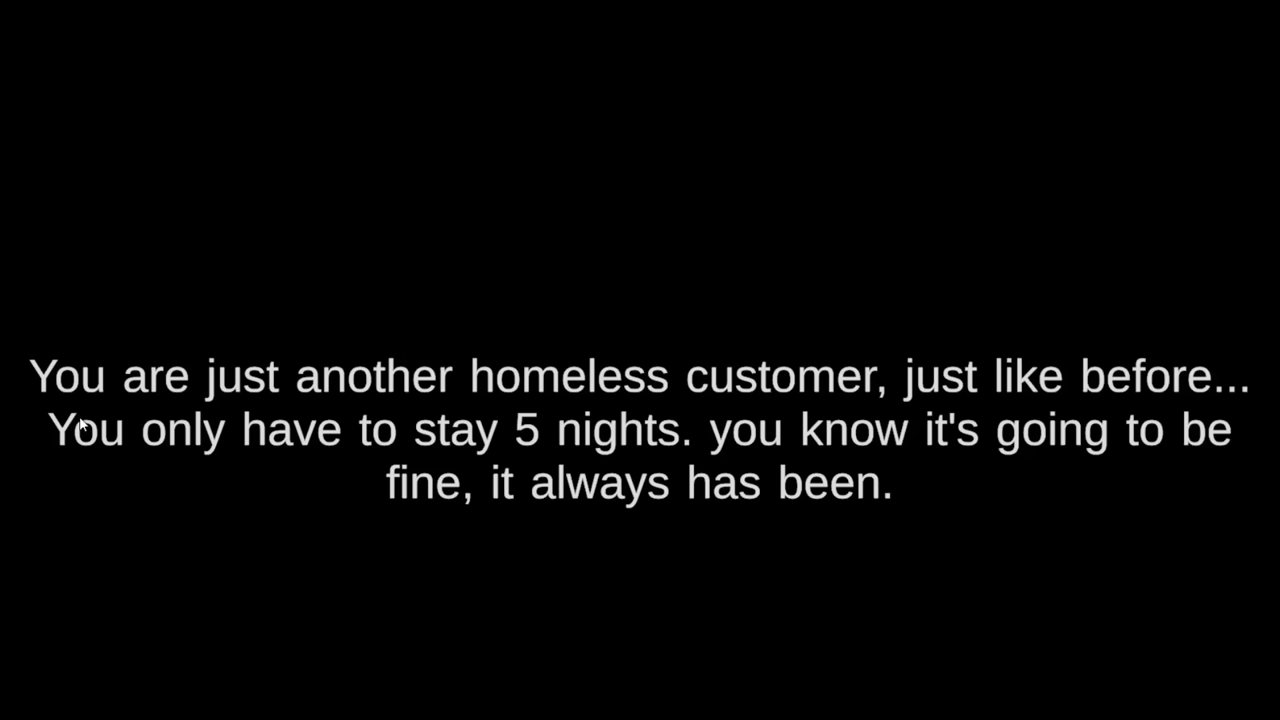 You are just another homeless customer, just like before...
You only have to stay 5 nights. you know it's going to be
fine, it always has been.